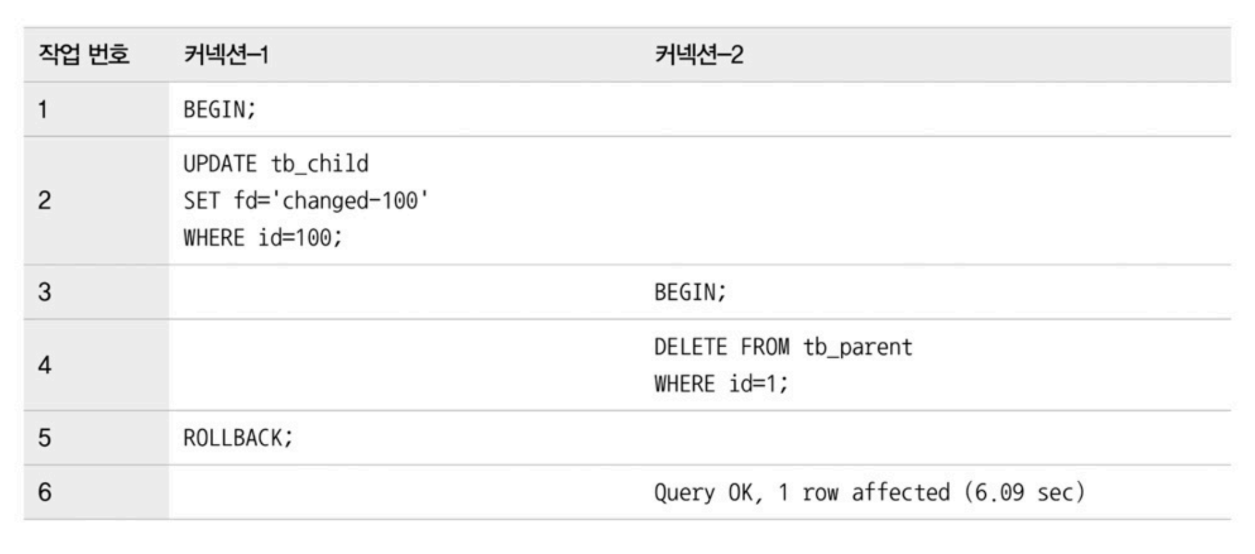 작업 번호 커넥션-1 커넥션-2
1 BEGIN;
UPDATE tb_child
2 SET fd='changed-100'
WHERE id=100;
3 BEGIN;
4 DELETE FROM tb_parent
WHERE id=1;
5 ROLLBACK;
6 Query OK, 1 row affected (6.09 sec)